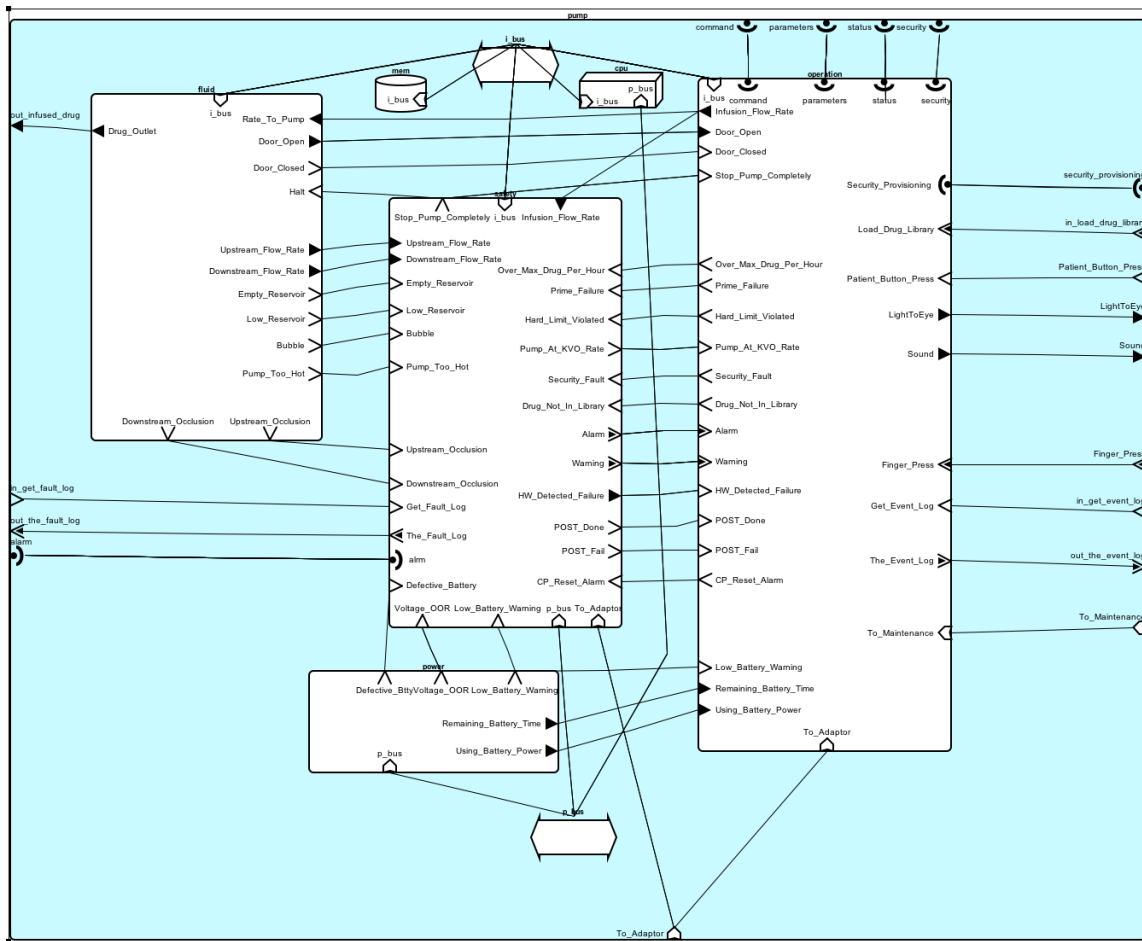 pump
command
parameters
status
security
i_bus
mem
i_bus
cpu
p_bus
i_bus
fluid
i_bus
out_infused_drug
Drug_Outlet
Rate_To_Pump
Door_Open
Door_Closed
Halt
Upstream_Flow_Rate
Downstream_Flow_Rate
Empty_Reservoir
Low_Reservoir
Bubble
Pump_Too_Hot
Downstream_Occlusion
Upstream_Occlusion
safety
Stop_Pump_Completely
i_bus
Infusion_Flow_Rate
Upstream_Flow_Rate
Downstream_Flow_Rate
Empty_Reservoir
Low_Reservoir
Bubble
Pump_Too_Hot
Upstream_Occlusion
Downstream_Occlusion
Get_Fault_Log
The_Fault_Log
alrm
Defective_Battery
Over_Max_Drug_Per_Hour
Prime_Failure
Hard_Limit_Violated
Pump_At_KVO_Rate
Security_Fault
Drug_Not_In_Library
Alarm
Warning
HW_Detected_Failure
POST_Done
POST_Fail
CP_Reset_Alarm
Voltage_OOR
Low_Battery_Warning
p_bus
To_Adaptor
in_get_fault_log
out_the_fault_log
alarm
power
Defective_Btty
Voltage_OOR
Low_Battery_Warning
Remaining_Battery_Time
Using_Battery_Power
p_bus
p_bus
operation
i_bus
command
parameters
status
security
Infusion_Flow_Rate
Door_Open
Door_Closed
Stop_Pump_Completely
Over_Max_Drug_Per_Hour
Prime_Failure
Hard_Limit_Violated
Pump_At_KVO_Rate
Security_Fault
Drug_Not_In_Library
Alarm
Warning
HW_Detected_Failure
POST_Done
POST_Fail
CP_Reset_Alarm
Low_Battery_Warning
Remaining_Battery_Time
Using_Battery_Power
To_Adaptor
Security_Provisioning
Load_Drug_Library
Patient_Button_Press
LightToEye
Sound
Finger_Press
Get_Event_Log
The_Event_Log
To_Maintenance
security_provisioning
in_load_drug_library
Patient_Button_Press
LightToEye
Sound
Finger_Press
in_get_event_log
out_the_event_log
To_Maintenance
To_Adaptor